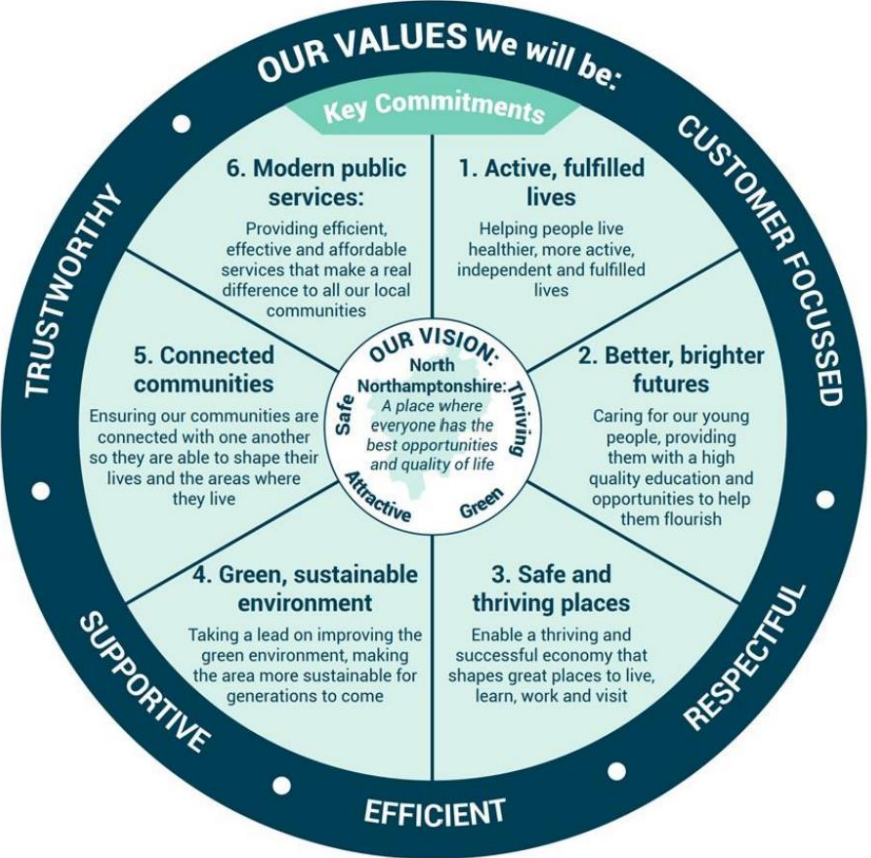 OUR VALUES We will be:
CUSTOMER FOCUSSED
RESPECTFUL
EFFICIENT
SUPPORTIVE
TRUSTWORTHY
Key Commitments
1. Active, fulfilled
lives
Helping people live
healthier, more active,
independent and fulfilled
lives
2. Better, brighter
futures
Caring for our young
people, providing
them with a high
quality education and
opportunities to help
them flourish
3. Safe and
thriving places
Enable a thriving and
successful economy that
shapes great places to live,
learn, work and visit
4. Green, sustainable
environment
Taking a lead on improving the
green environment, making
the area more sustainable for
generations to come
5. Connected
communities
Ensuring our communities are
connected with one another
so they are able to shape their
lives and the areas where
they live
6. Modern public
services:
Providing efficient,
effective and affordable
services that make a real
difference to all our local
communities
OUR VISION:
North
Northamptonshire:
A place where
everyone has the
best opportunities
and quality of life
Thriving
Green
Attractive
Safe